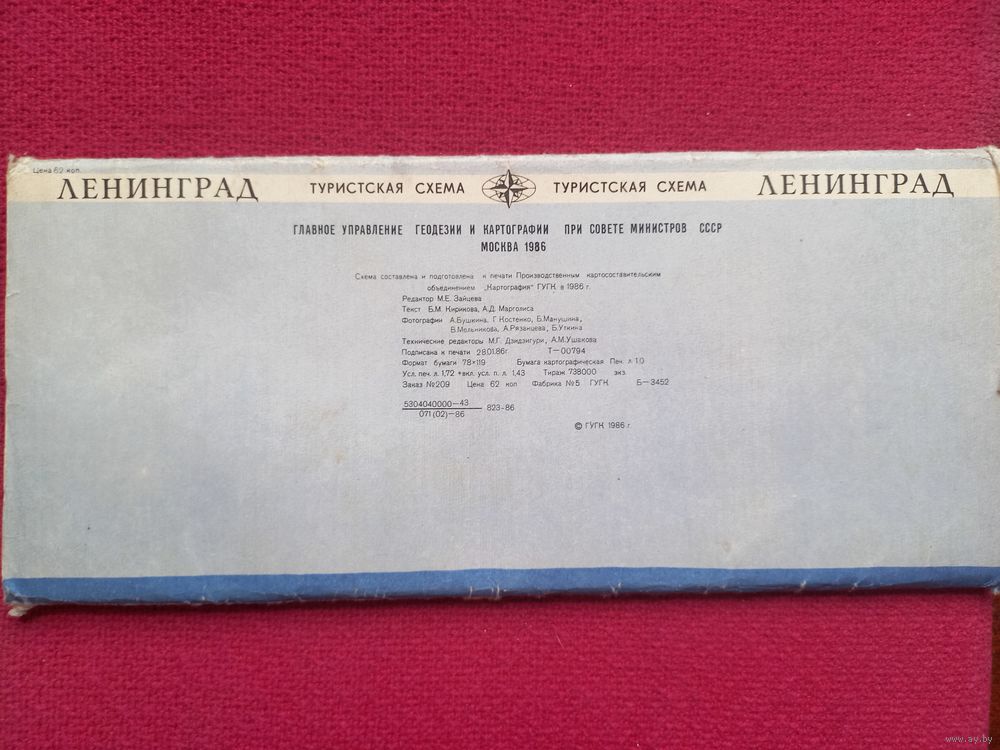 Цена 62 коп.
ЛЕНИНГРАД ТУРИСТСКАЯ СХЕМА ТУРИСТСКАЯ СХЕМА ЛЕНИНГРАД
ГЛАВНОЕ УПРАВЛЕНИЕ ГЕОДЕЗИИ И КАРТОГРАФИИ ПРИ СОВЕТЕ МИНИСТРОВ СССР
МОСКВА 1986
Схема составлена и подготовлена к печати Производственным картосоставительским
объединением „Картография" ГУГК в 1986 г.
Редактор М.Е. Зайцева
Текст Б.М. Кирикова, А.Д. Марголиса
Фотографии А.Бушкина, Г.Костенко, Б.Манушина,
В.Мельникова, А.Рязанцева, Б.Уткина
Технические редакторы М.Г. Дзидзигури, А.М.Ушакова
Подписана к печати 28.01.86г Т-00794
Формат бумаги 78×119 Бумага картографическая Печ. л 1.0
Усл. печ. л. 1,72 +вкл. усл. п. л. 1,43 Тираж 738000 экз.
Заказ №209 Цена 62 коп Фабрика №5 ГУГК Б-3452
5304040000-43
071(02)-86
823-86
© ГУГК 1986 г.
www.ay.by